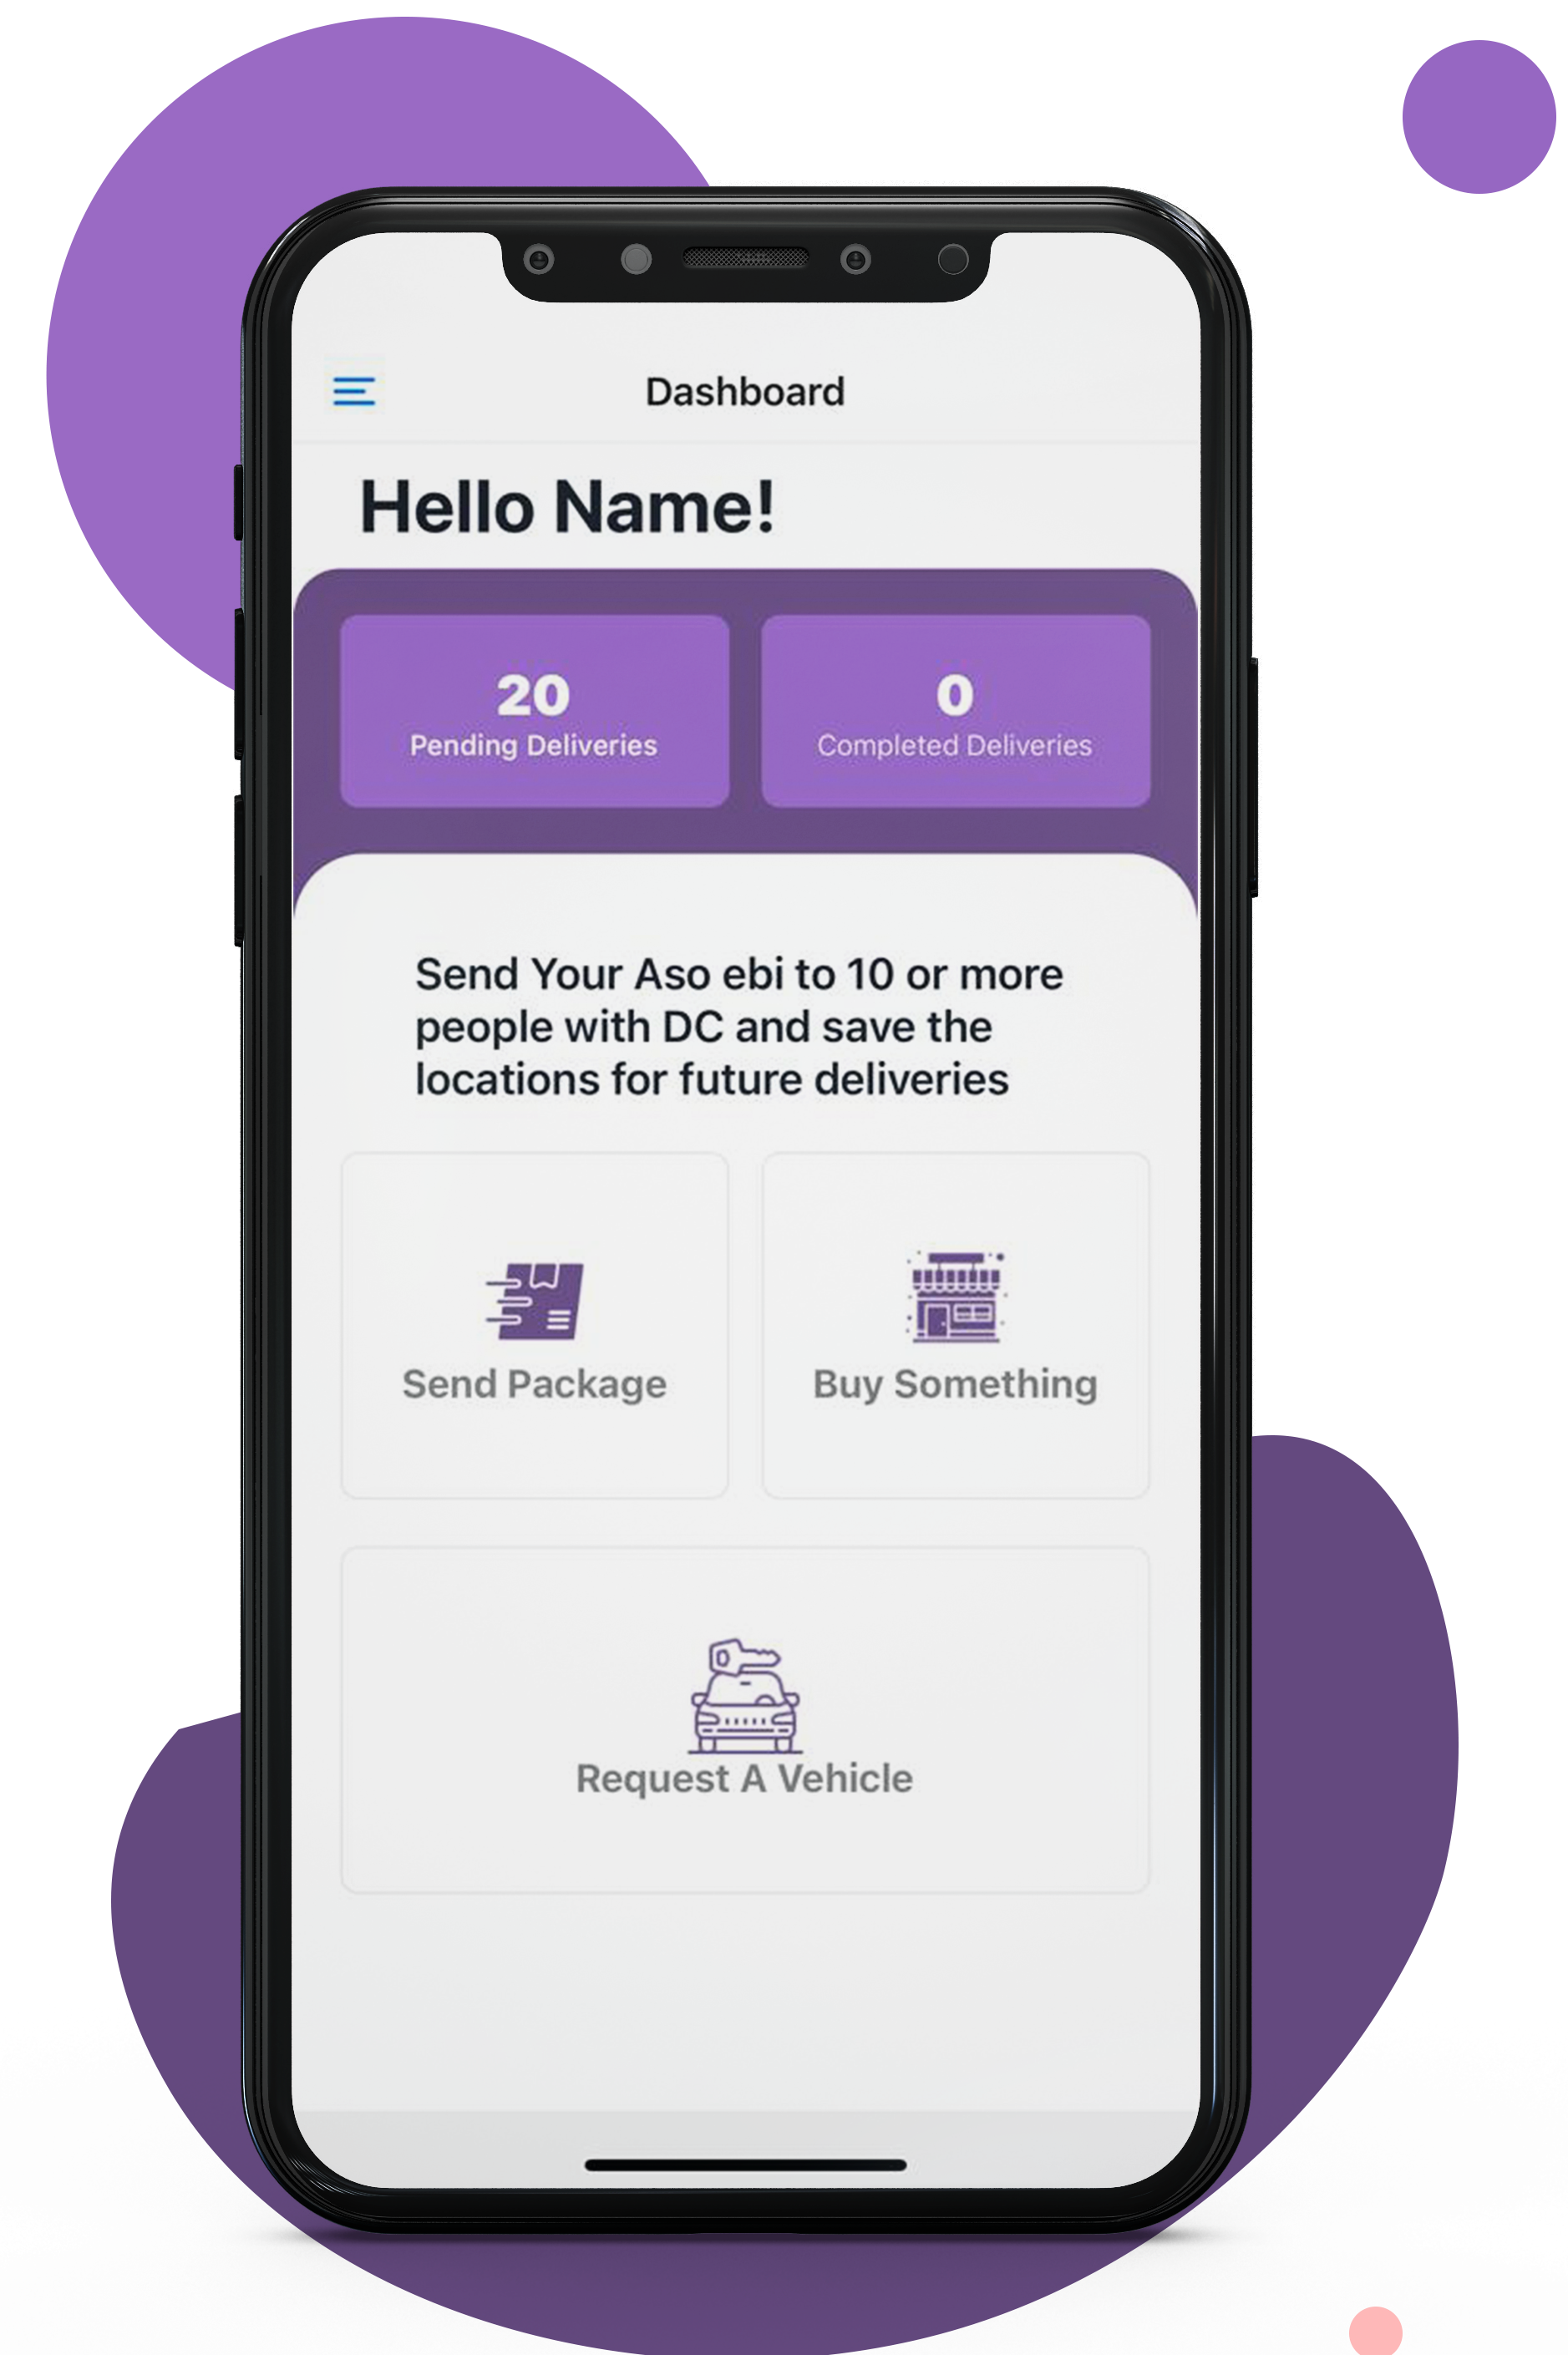 Dashboard
Hello Name!
20
Pending Deliveries
0
Completed Deliveries
Send Your Aso ebi to 10 or more
people with DC and save the
locations for future deliveries
Send Package
Buy Something
Request A Vehicle